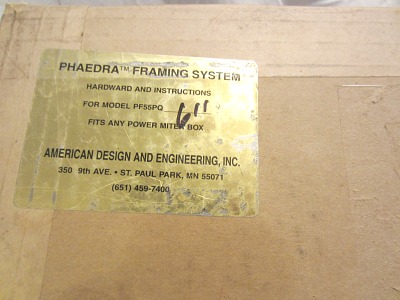 PHAEDRA™ FRAMING SYSTEM
HARDWARD AND INSTRUCTIONS
FOR MODEL PF55PQ 6"
FITS ANY POWER MITER BOX
AMERICAN DESIGN AND ENGINEERING, INC.
350 9th AVE. • ST. PAUL PARK, MN 55071
(651) 459-7400